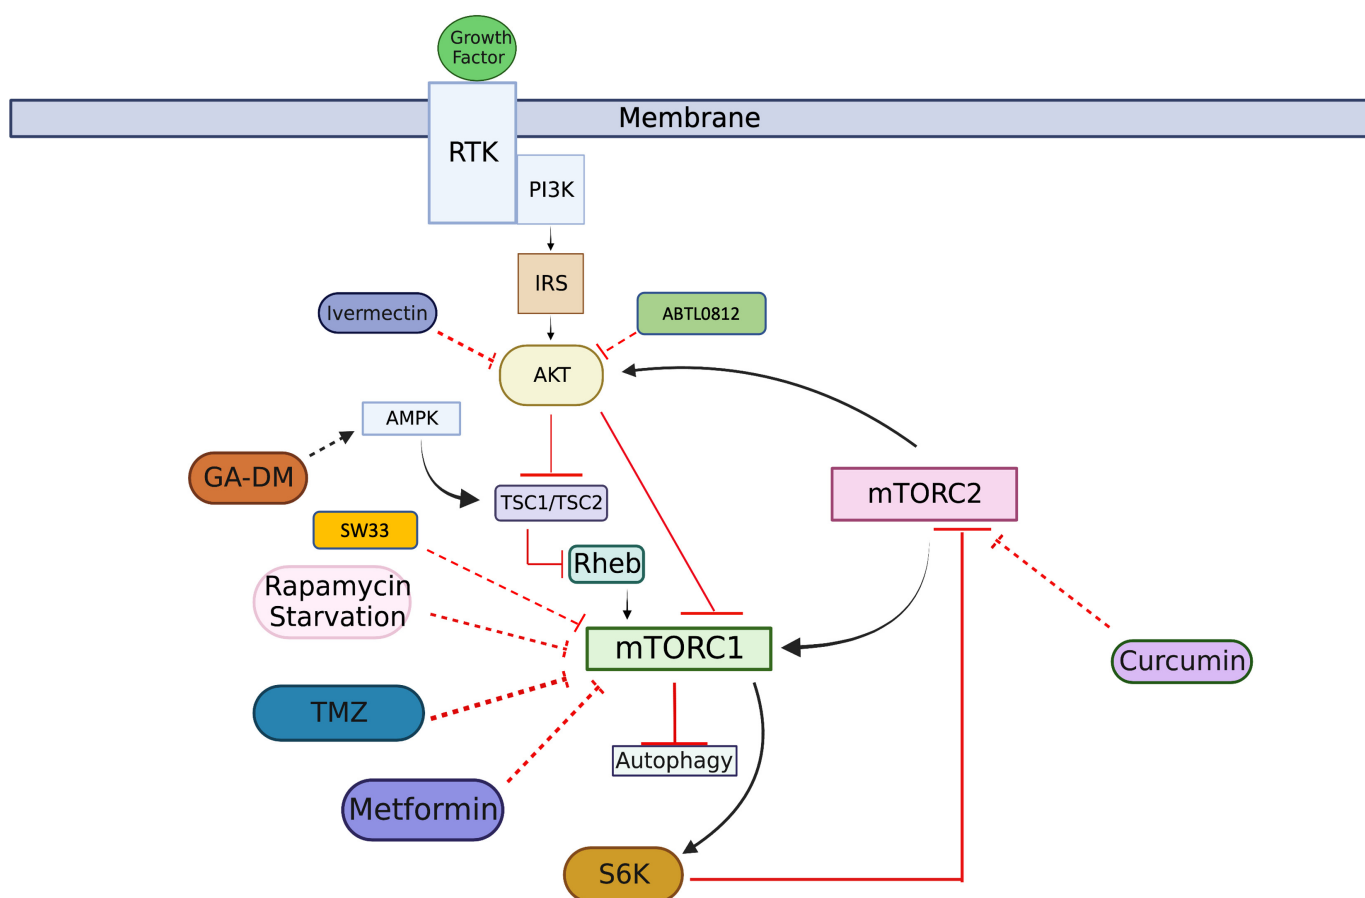 Growth
Factor
Membrane
RTK
PI3K
IRS
Ivermectin
ABTL0812
AKT
AMPK
GA-DM
TSC1/TSC2
mTORC2
SW33
Rheb
Rapamycin
Starvation
mTORC1
Curcumin
TMZ
Autophagy
Metformin
S6K